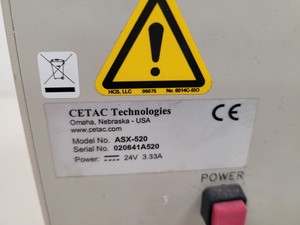 HCS, LLC 99075 No. 6014C-ISO
CETAC Technologies
Omaha, Nebraska - USA
www.cetac.com
CE
Model No. ASX-520
Serial No. 020641A520
Power. 24V 3.33A
POWER